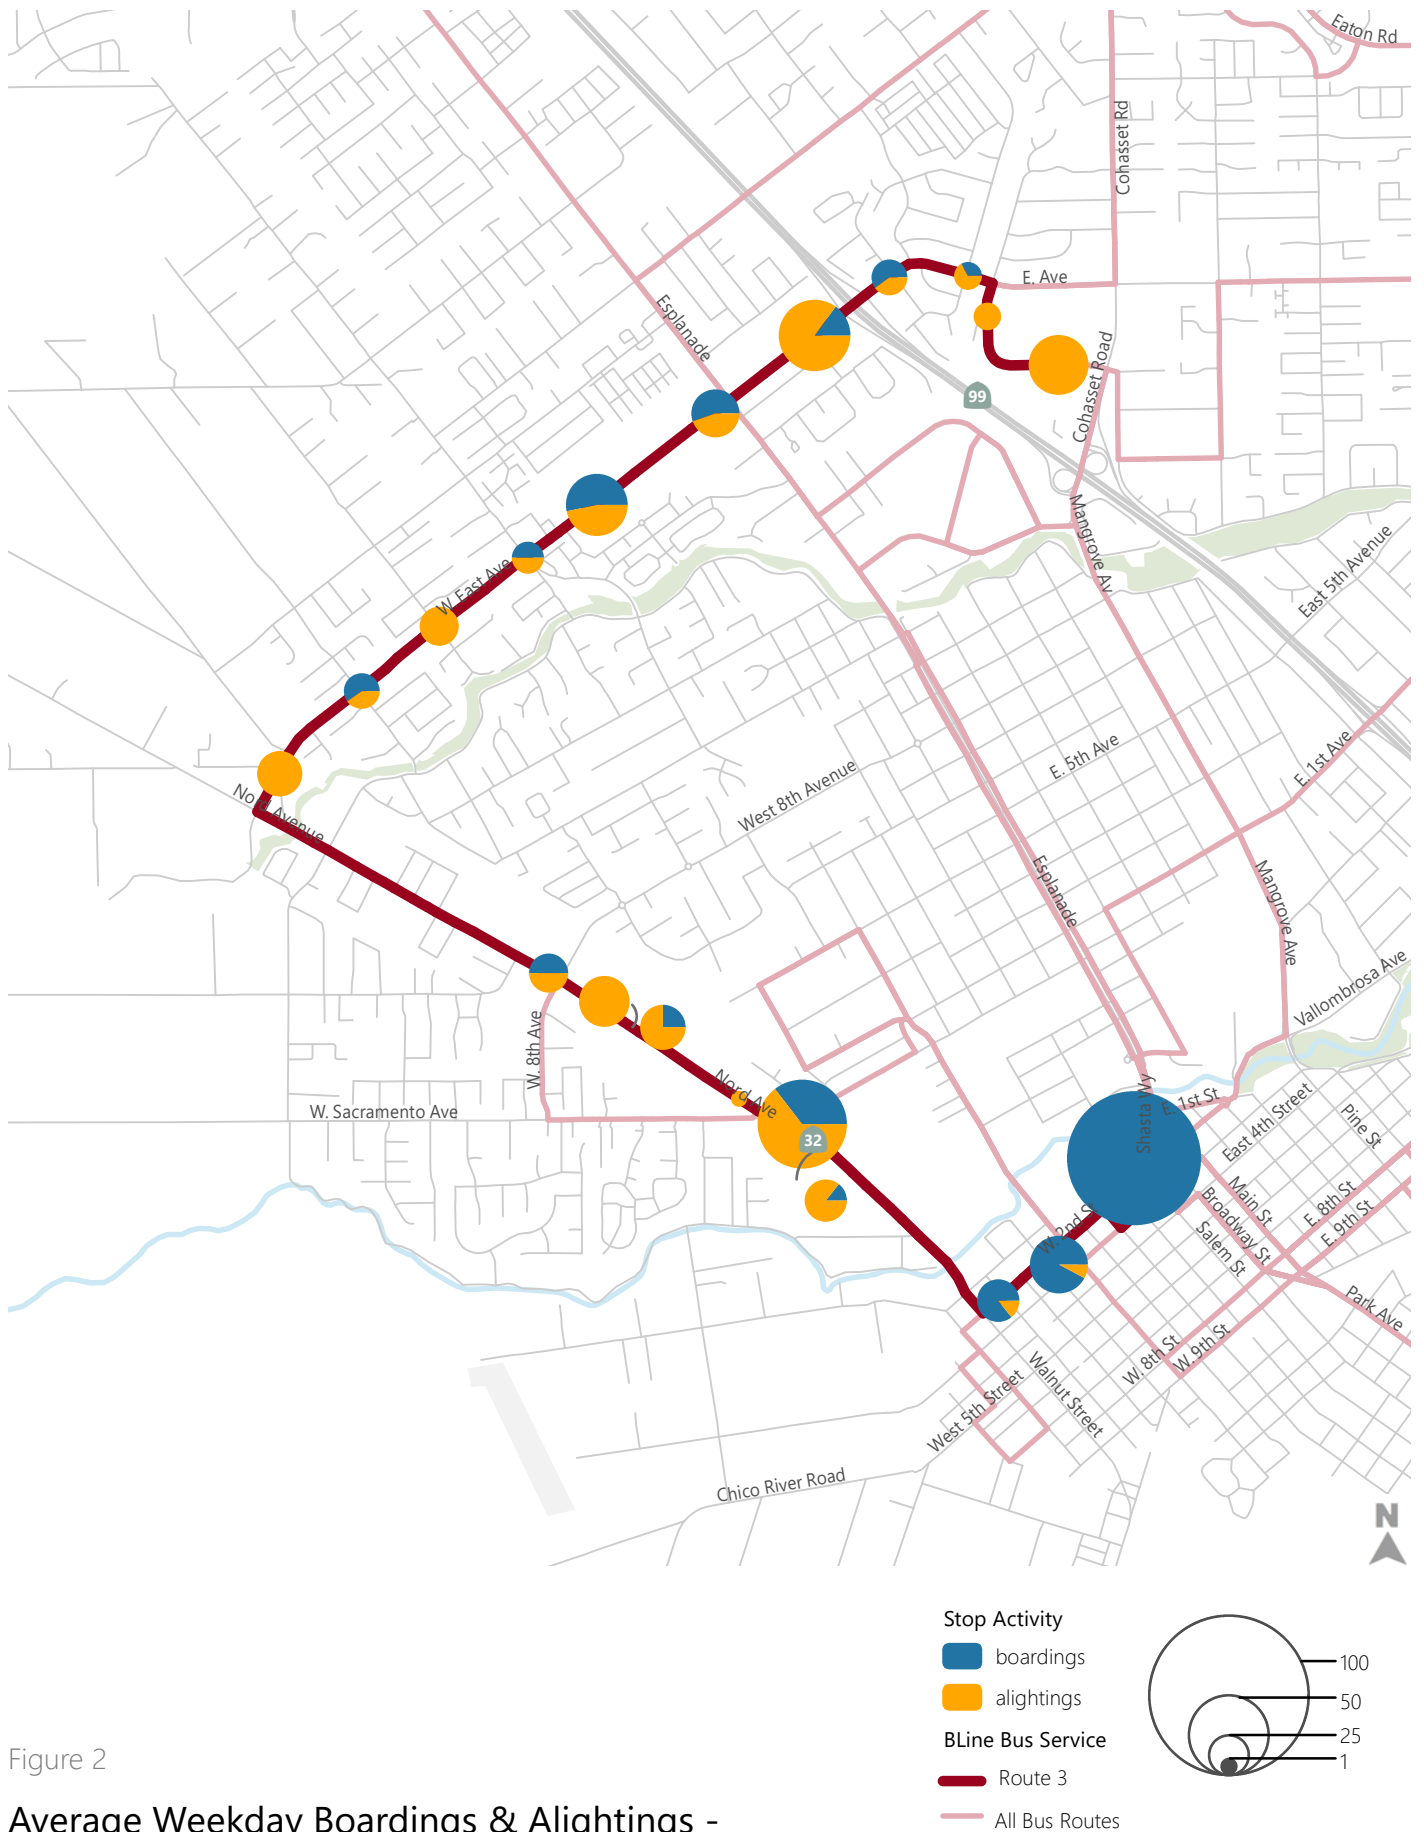 Eaton Rd
Cohasset Rd
E. Ave
Esplanade
99
Cohasset Road
Mangrove Av
East 5th Avenue
W. East Ave
E. 5th Ave
E. 1st Ave
West 8th Avenue
Nord Avenue
Esplanade
Mangrove Ave
Vallombrosa Ave
W. 8th Ave
Nord Ave
W. Sacramento Ave
32
Shasta Wy
E. 1st St
East 4th Street
Pine St
Main St
Broadway St
Salem St
E. 8th St
E. 9th St
W. 2nd St
Park Ave
W. 8th St
W. 9th St
Walnut Street
West 5th Street
Chico River Road
N
Stop Activity
boardings
alightings
BLine Bus Service
Route 3
All Bus Routes
100
50
25
1
Figure 2
Average Weekday Boardings & Alightings -